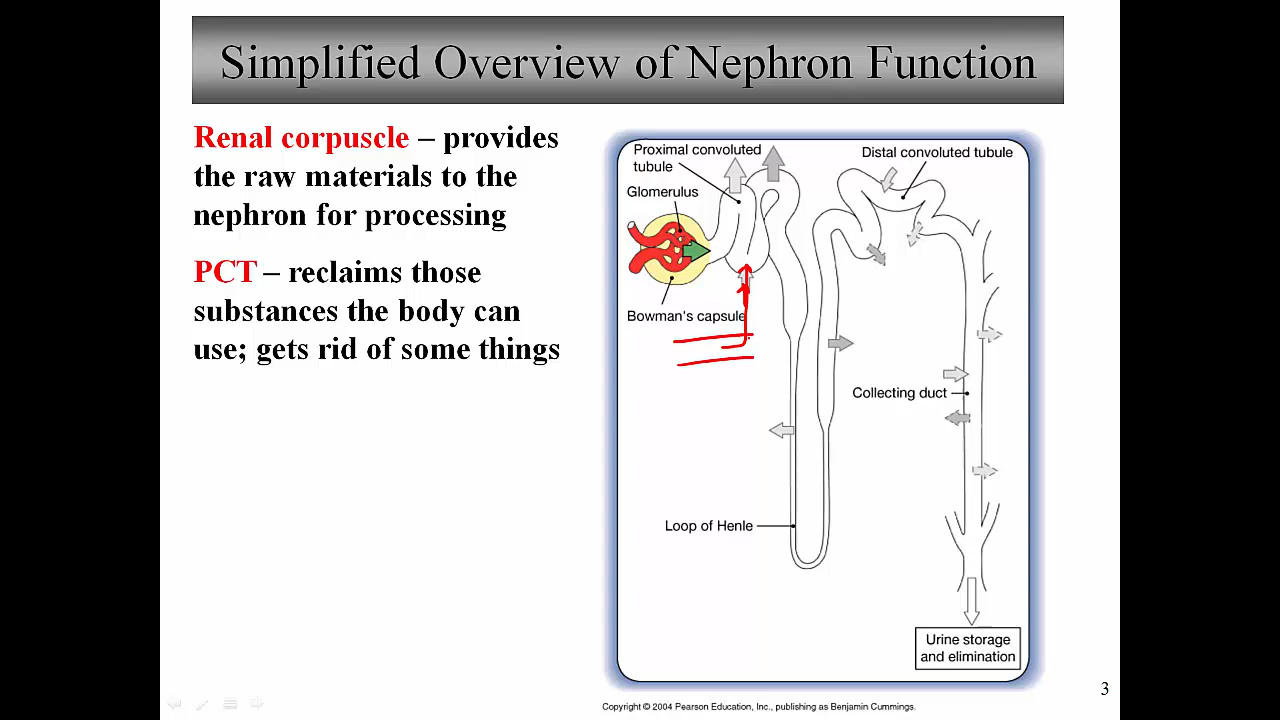 Simplified Overview of Nephron Function
Renal corpuscle – provides
the raw materials to the
nephron for processing
PCT – reclaims those
substances the body can
use; gets rid of some things
Proximal convoluted
tubule
Glomerulus
Bowman's capsule
Distal convoluted tubule
Collecting duct
Loop of Henle
Urine storage
and elimination
3
Copyright © 2004 Pearson Education, Inc., publishing as Benjamin Cummings.